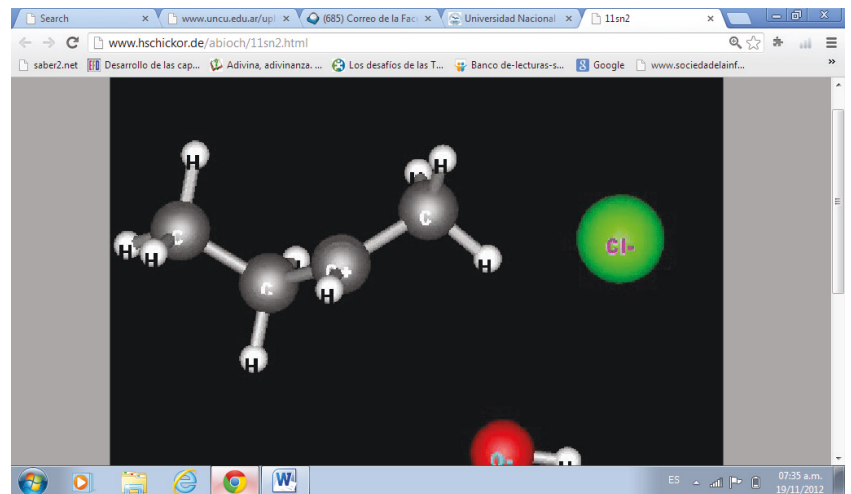 Search
www.uncu.edu.ar/upl
(685) Correo de la Fac
Universidad Nacional
11sn2
www.hschickor.de/abioch/11sn2.html
saber2.net
Desarrollo de las cap...
Adivina, adivinanza. ...
Los desafíos de las T...
Banco de-lecturas-s...
Google
www.sociedadelainf...
H
H
C
C
H
H
H
C+
C
Cl-
H
H
H
O-
H
ES
07:35 a.m.
19/11/2012